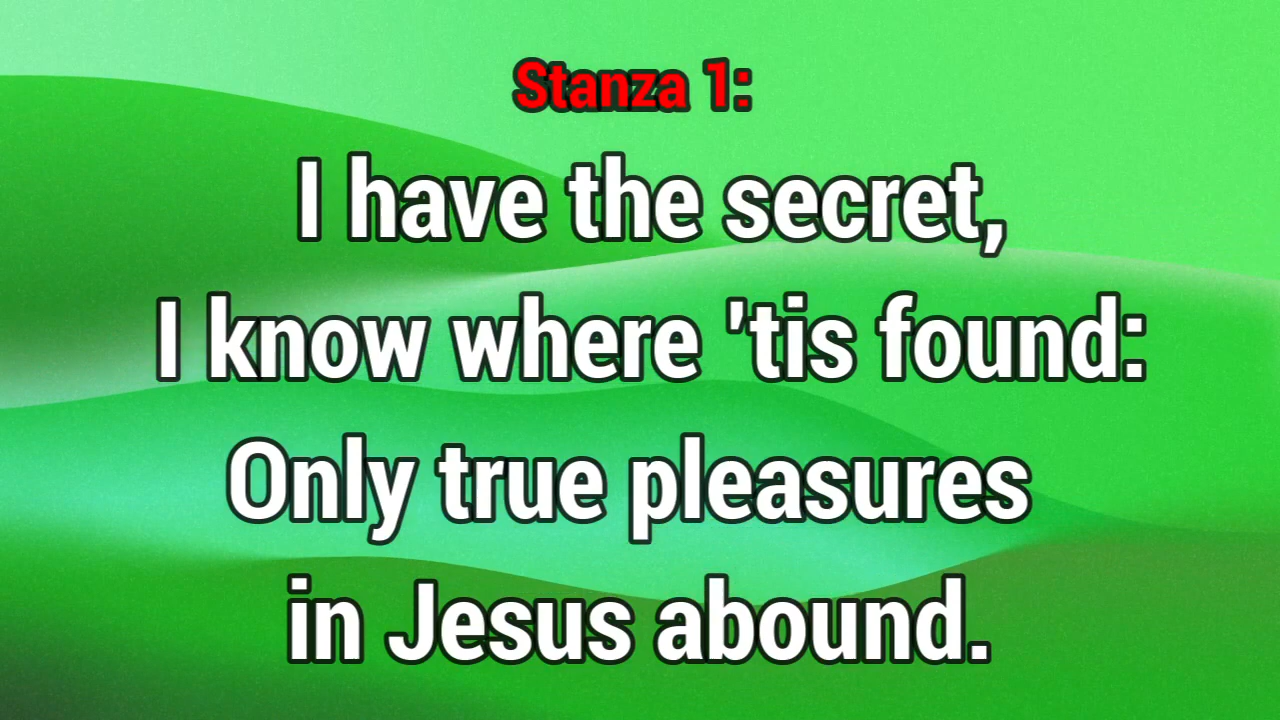 Stanza 1:
I have the secret,
I know where 'tis found:
Only true pleasures
in Jesus abound.